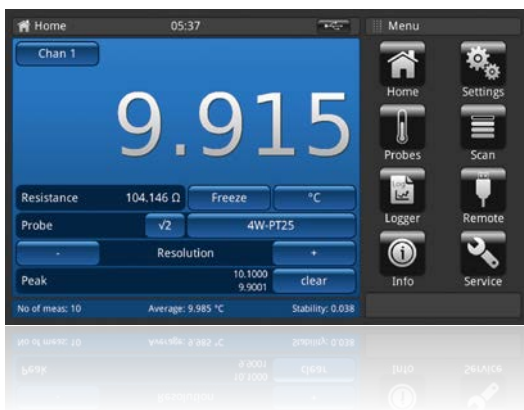 Home 05:37 Menu
Chan 1
9.915
Home Settings
Probes Scan
Resistance 104.146 Ω Freeze °C
Log
Logger Remote
Probe √2 4W-PT25
- Resolution +
Peak 10.1000 9.9001 clear
Info Service
No of meas: 10 Average: 9.985 °C Stability: 0.038